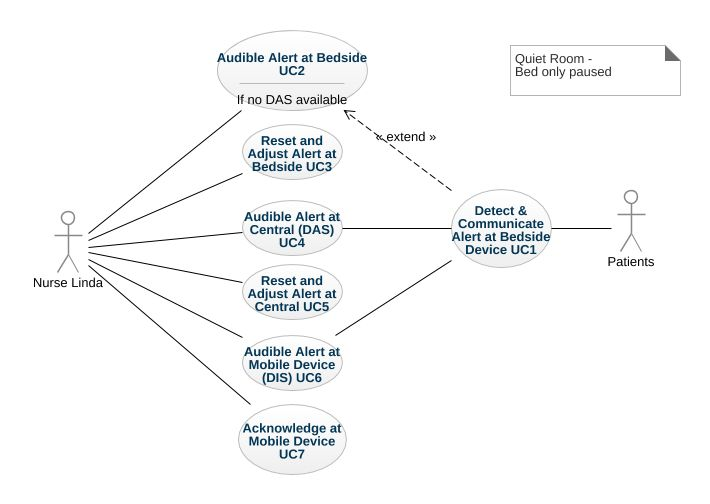 Audible Alert at Bedside
UC2
If no DAS available
Quiet Room -
Bed only paused
« extend »
Reset and
Adjust Alert at
Bedside UC3
Audible Alert at
Central (DAS)
UC4
Detect &
Communicate
Alert at Bedside
Device UC1
Patients
Nurse Linda
Reset and
Adjust Alert at
Central UC5
Audible Alert at
Mobile Device
(DIS) UC6
Acknowledge at
Mobile Device
UC7